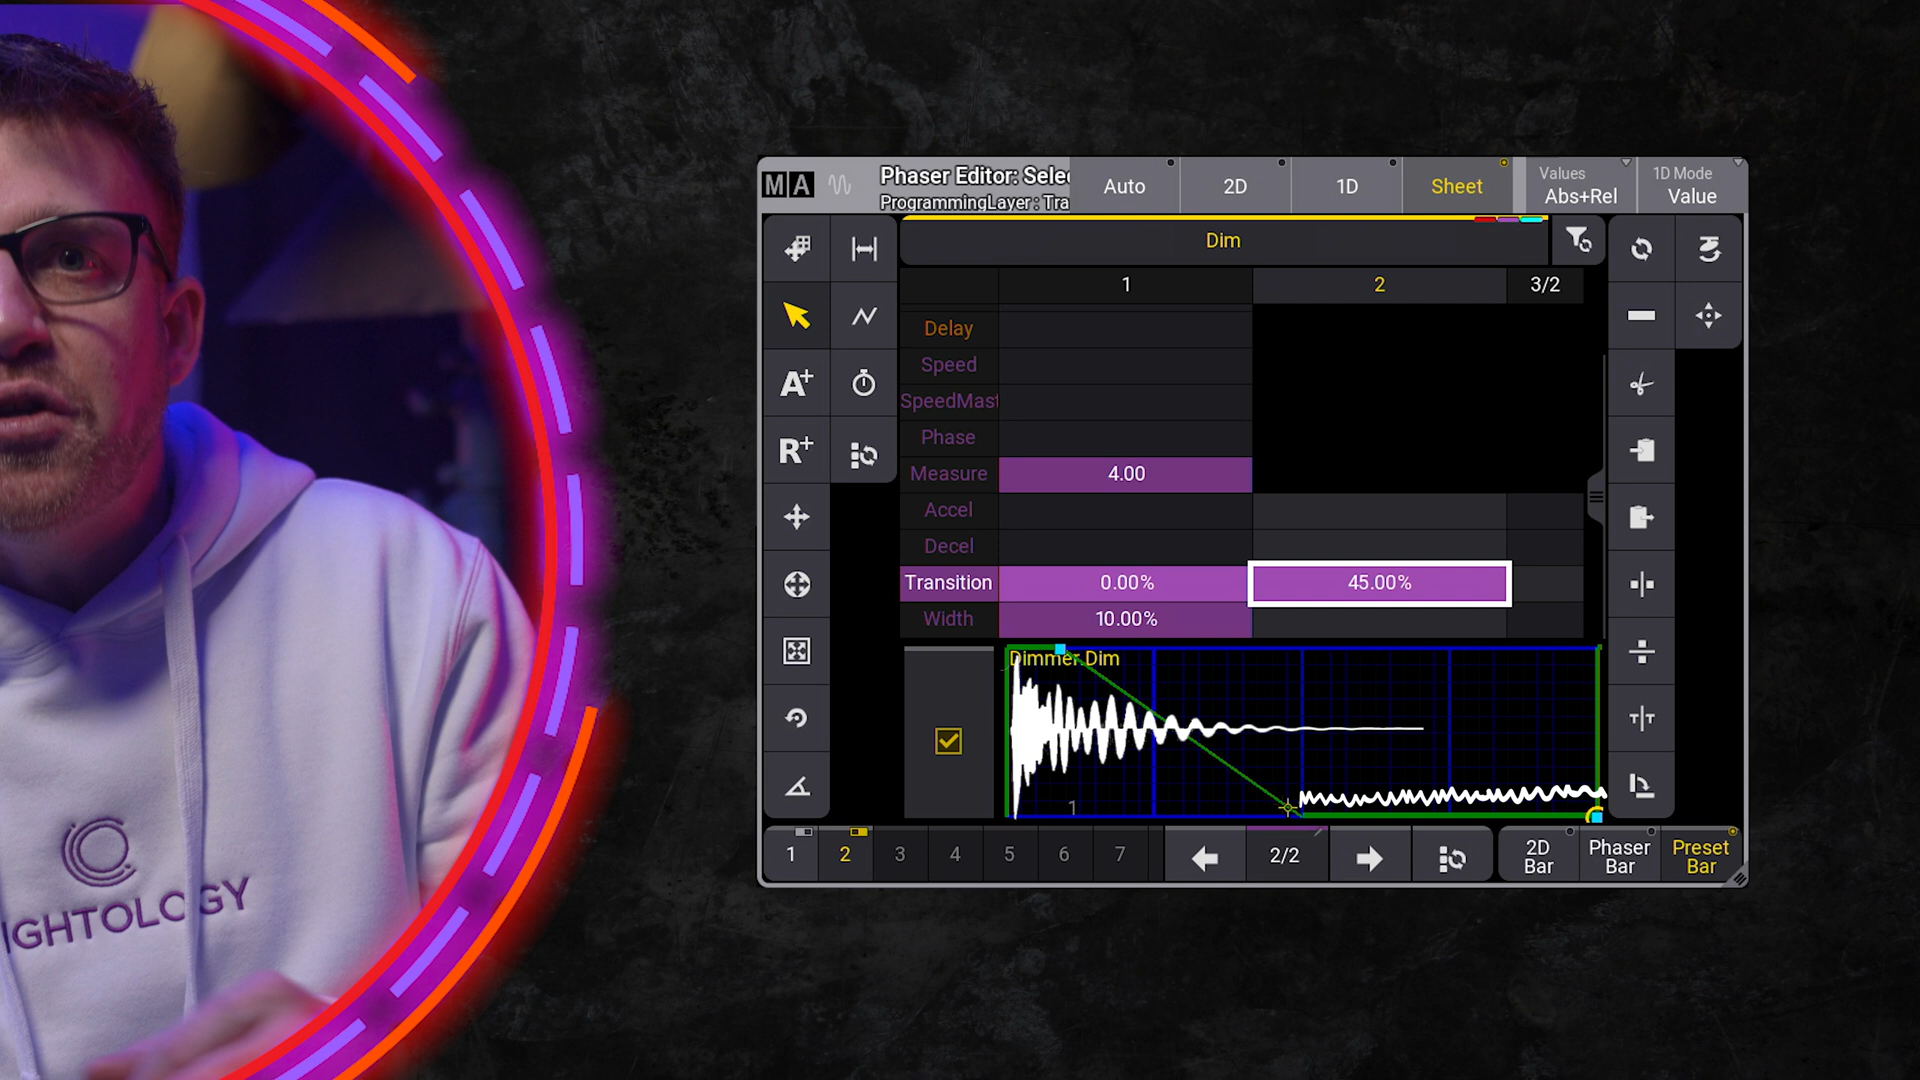 MA
Phaser Editor: Selec
ProgrammingLayer : Tra
Auto
2D
1D
Sheet
Values
Abs+Rel
1D Mode
Value
Dim
1
2
3/2
Delay
Speed
SpeedMast
Phase
Measure
4.00
Accel
Decel
Transition
0.00%
45.00%
Width
10.00%
A+
R+
T|T
Dimmer.Dim
1
1
2
3
4
5
6
7
2/2
2D
Bar
Phaser
Bar
Preset
Bar
IGHTOLOGY